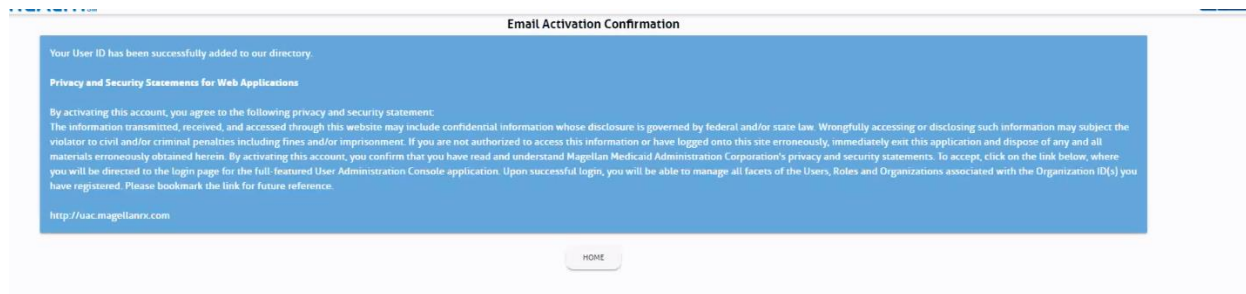 Email Activation Confirmation
Your User ID has been successfully added to our directory.
Privacy and Security Statements for Web Applications
By activating this account, you agree to the following privacy and security statement:
The information transmitted, received, and accessed through this website may include confidential information whose disclosure is governed by federal and/or state law. Wrongfully accessing or disclosing such information may subject the
violator to civil and/or criminal penalties including fines and/or imprisonment. If you are not authorized to access this information or have logged onto this site erroneously, immediately exit this application and dispose of any and all
materials erroneously obtained herein. By activating this account, you confirm that you have read and understand Magellan Medicaid Administration Corporation's privacy and security statements. To accept, click on the link below, where
you will be directed to the login page for the full-featured User Administration Console application. Upon successful login, you will be able to manage all facets of the Users, Roles and Organizations associated with the Organization ID(s) you
have registered. Please bookmark the link for future reference.
http://uac.magellanrx.com
HOME